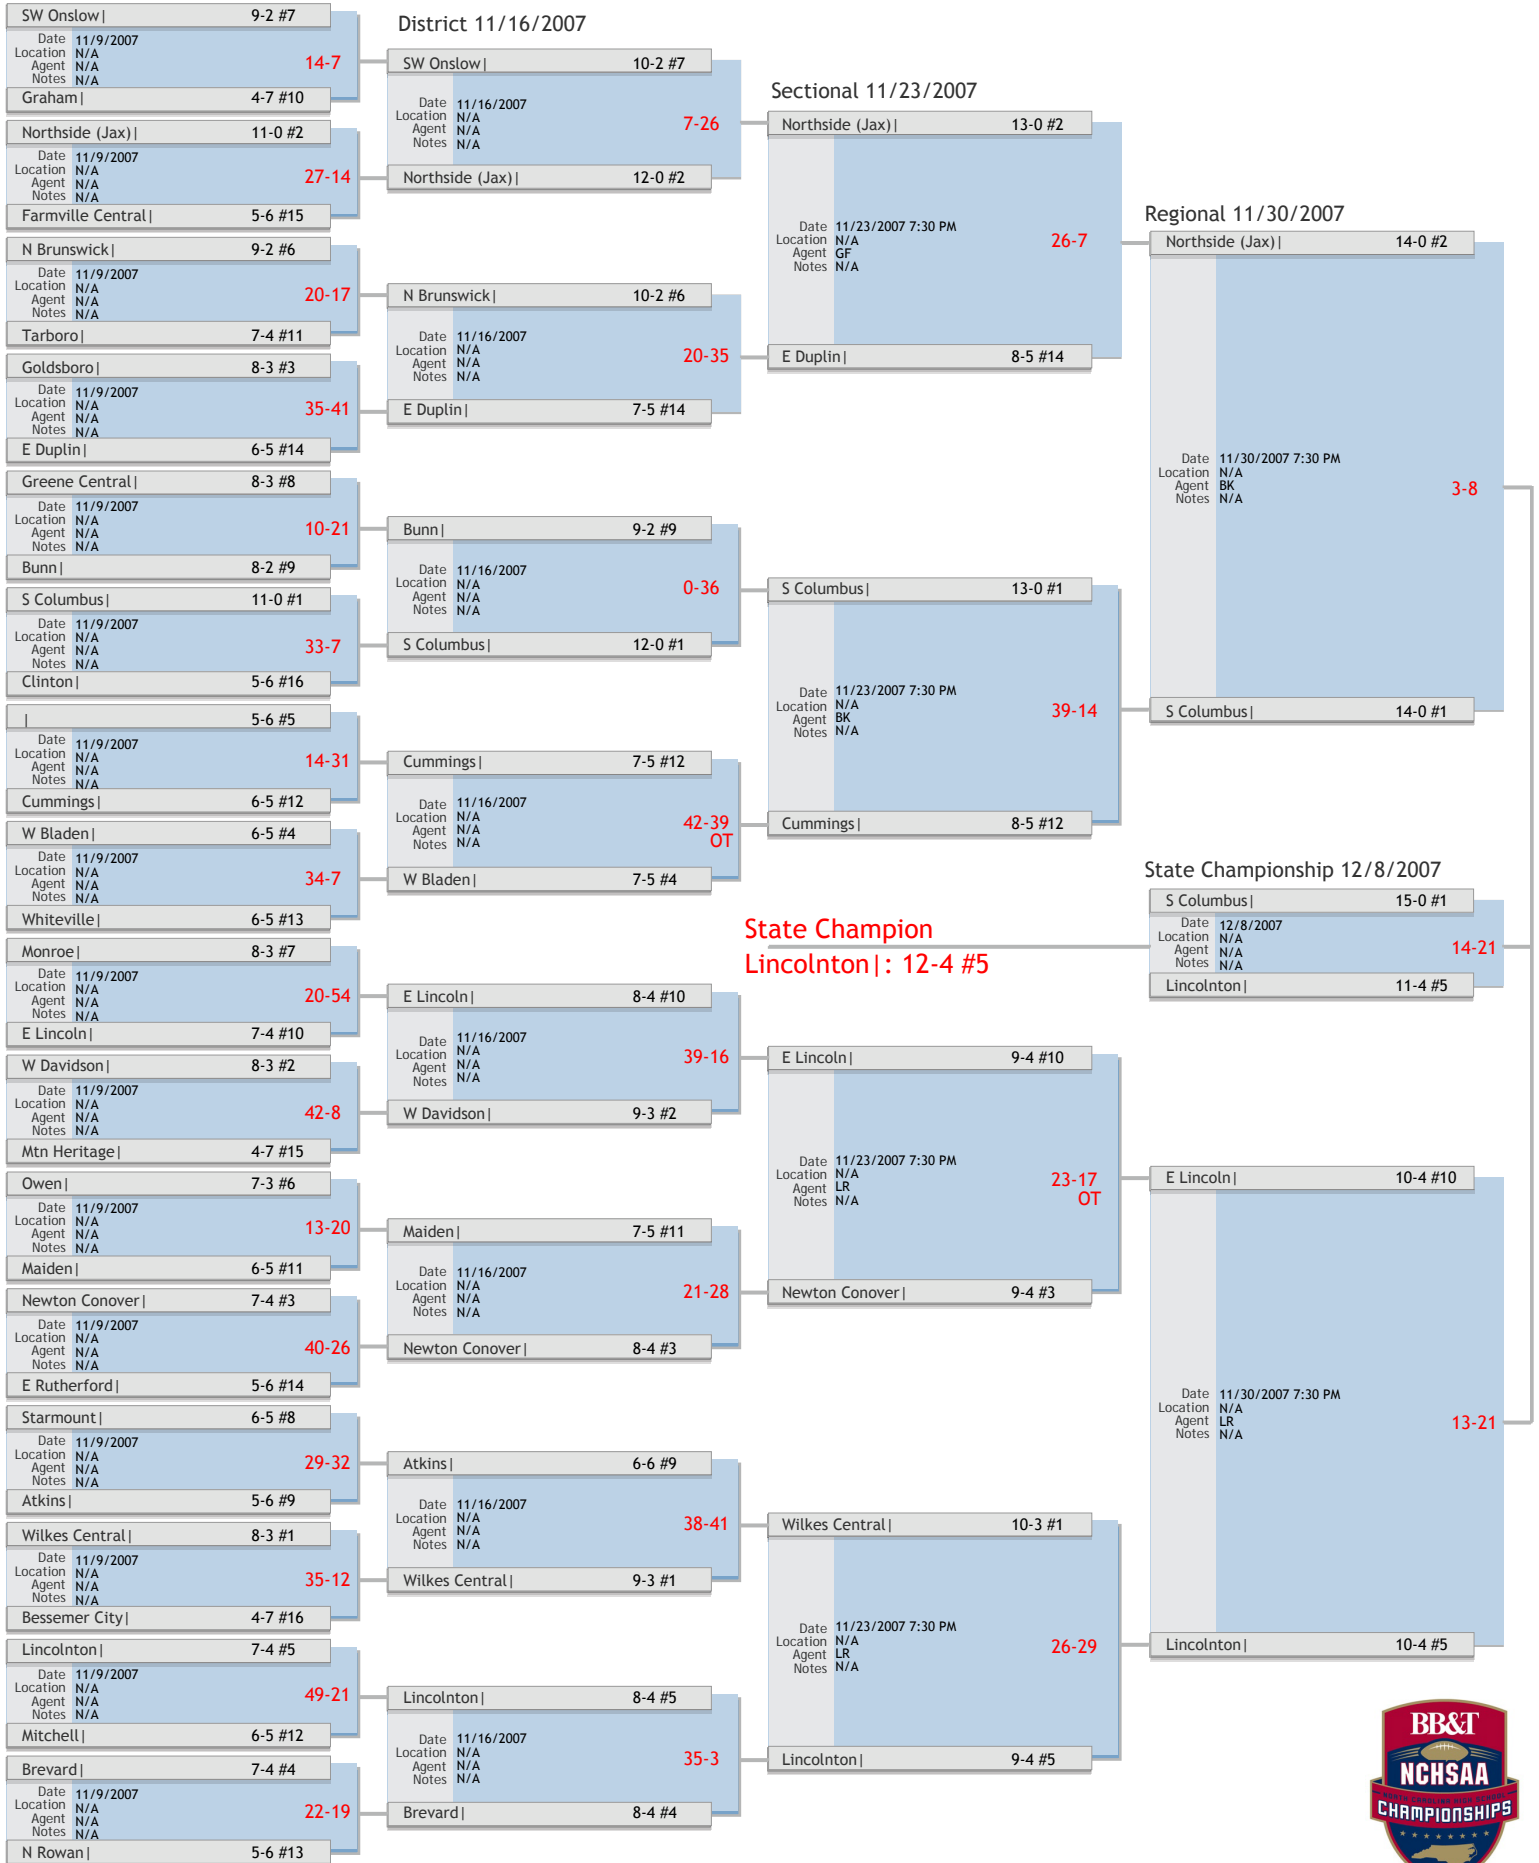 SW Onslow| 9-2 #7
Date 11/9/2007
Location N/A
Agent N/A
Notes N/A
14-7
Graham| 4-7 #10
Northside (Jax)| 11-0 #2
Date 11/9/2007
Location N/A
Agent N/A
Notes N/A
27-14
Farmville Central| 5-6 #15
N Brunswick| 9-2 #6
Date 11/9/2007
Location N/A
Agent N/A
Notes N/A
20-17
Tarboro| 7-4 #11
Goldsboro| 8-3 #3
Date 11/9/2007
Location N/A
Agent N/A
Notes N/A
35-41
E Duplin| 6-5 #14
Greene Central| 8-3 #8
Date 11/9/2007
Location N/A
Agent N/A
Notes N/A
10-21
Bunn| 8-2 #9
S Columbus| 11-0 #1
Date 11/9/2007
Location N/A
Agent N/A
Notes N/A
33-7
Clinton| 5-6 #16
| 5-6 #5
Date 11/9/2007
Location N/A
Agent N/A
Notes N/A
14-31
Cummings| 6-5 #12
W Bladen| 6-5 #4
Date 11/9/2007
Location N/A
Agent N/A
Notes N/A
34-7
Whiteville| 6-5 #13
Monroe| 8-3 #7
Date 11/9/2007
Location N/A
Agent N/A
Notes N/A
20-54
E Lincoln| 7-4 #10
W Davidson| 8-3 #2
Date 11/9/2007
Location N/A
Agent N/A
Notes N/A
42-8
Mtn Heritage| 4-7 #15
Owen| 7-3 #6
Date 11/9/2007
Location N/A
Agent N/A
Notes N/A
13-20
Maiden| 6-5 #11
Newton Conover| 7-4 #3
Date 11/9/2007
Location N/A
Agent N/A
Notes N/A
40-26
E Rutherford| 5-6 #14
Starmount| 6-5 #8
Date 11/9/2007
Location N/A
Agent N/A
Notes N/A
29-32
Atkins| 5-6 #9
Wilkes Central| 8-3 #1
Date 11/9/2007
Location N/A
Agent N/A
Notes N/A
35-12
Bessemer City| 4-7 #16
Lincolnton| 7-4 #5
Date 11/9/2007
Location N/A
Agent N/A
Notes N/A
49-21
Mitchell| 6-5 #12
Brevard| 7-4 #4
Date 11/9/2007
Location N/A
Agent N/A
Notes N/A
22-19
N Rowan| 5-6 #13
District 11/16/2007
SW Onslow| 10-2 #7
Date 11/16/2007
Location N/A
Agent N/A
Notes N/A
7-26
Northside (Jax)| 12-0 #2
N Brunswick| 10-2 #6
Date 11/16/2007
Location N/A
Agent N/A
Notes N/A
20-35
E Duplin| 7-5 #14
Bunn| 9-2 #9
Date 11/16/2007
Location N/A
Agent N/A
Notes N/A
0-36
S Columbus| 12-0 #1
Cummings| 7-5 #12
Date 11/16/2007
Location N/A
Agent N/A
Notes N/A
42-39
OT
W Bladen| 7-5 #4
E Lincoln| 8-4 #10
Date 11/16/2007
Location N/A
Agent N/A
Notes N/A
39-16
W Davidson| 9-3 #2
Maiden| 7-5 #11
Date 11/16/2007
Location N/A
Agent N/A
Notes N/A
21-28
Newton Conover| 8-4 #3
Atkins| 6-6 #9
Date 11/16/2007
Location N/A
Agent N/A
Notes N/A
38-41
Wilkes Central| 9-3 #1
Lincolnton| 8-4 #5
Date 11/16/2007
Location N/A
Agent N/A
Notes N/A
35-3
Brevard| 8-4 #4
Sectional 11/23/2007
Northside (Jax)| 13-0 #2
Date 11/23/2007 7:30 PM
Location N/A
Agent GF
Notes N/A
26-7
E Duplin| 8-5 #14
S Columbus| 13-0 #1
Date 11/23/2007 7:30 PM
Location N/A
Agent BK
Notes N/A
39-14
Cummings| 8-5 #12
State Champion
Lincolnton|: 12-4 #5
E Lincoln| 9-4 #10
Date 11/23/2007 7:30 PM
Location N/A
Agent LR
Notes N/A
23-17
OT
Newton Conover| 9-4 #3
Wilkes Central| 10-3 #1
Date 11/23/2007 7:30 PM
Location N/A
Agent LR
Notes N/A
26-29
Lincolnton| 9-4 #5
Regional 11/30/2007
Northside (Jax)| 14-0 #2
Date 11/30/2007 7:30 PM
Location N/A
Agent BK
Notes N/A
3-8
S Columbus| 14-0 #1
State Championship 12/8/2007
S Columbus| 15-0 #1
Date 12/8/2007
Location N/A
Agent N/A
Notes N/A
14-21
Lincolnton| 11-4 #5
E Lincoln| 10-4 #10
Date 11/30/2007 7:30 PM
Location N/A
Agent LR
Notes N/A
13-21
Lincolnton| 10-4 #5
BB&T
NCHSAA
NORTH CAROLINA HIGH SCHOOL
CHAMPIONSHIPS